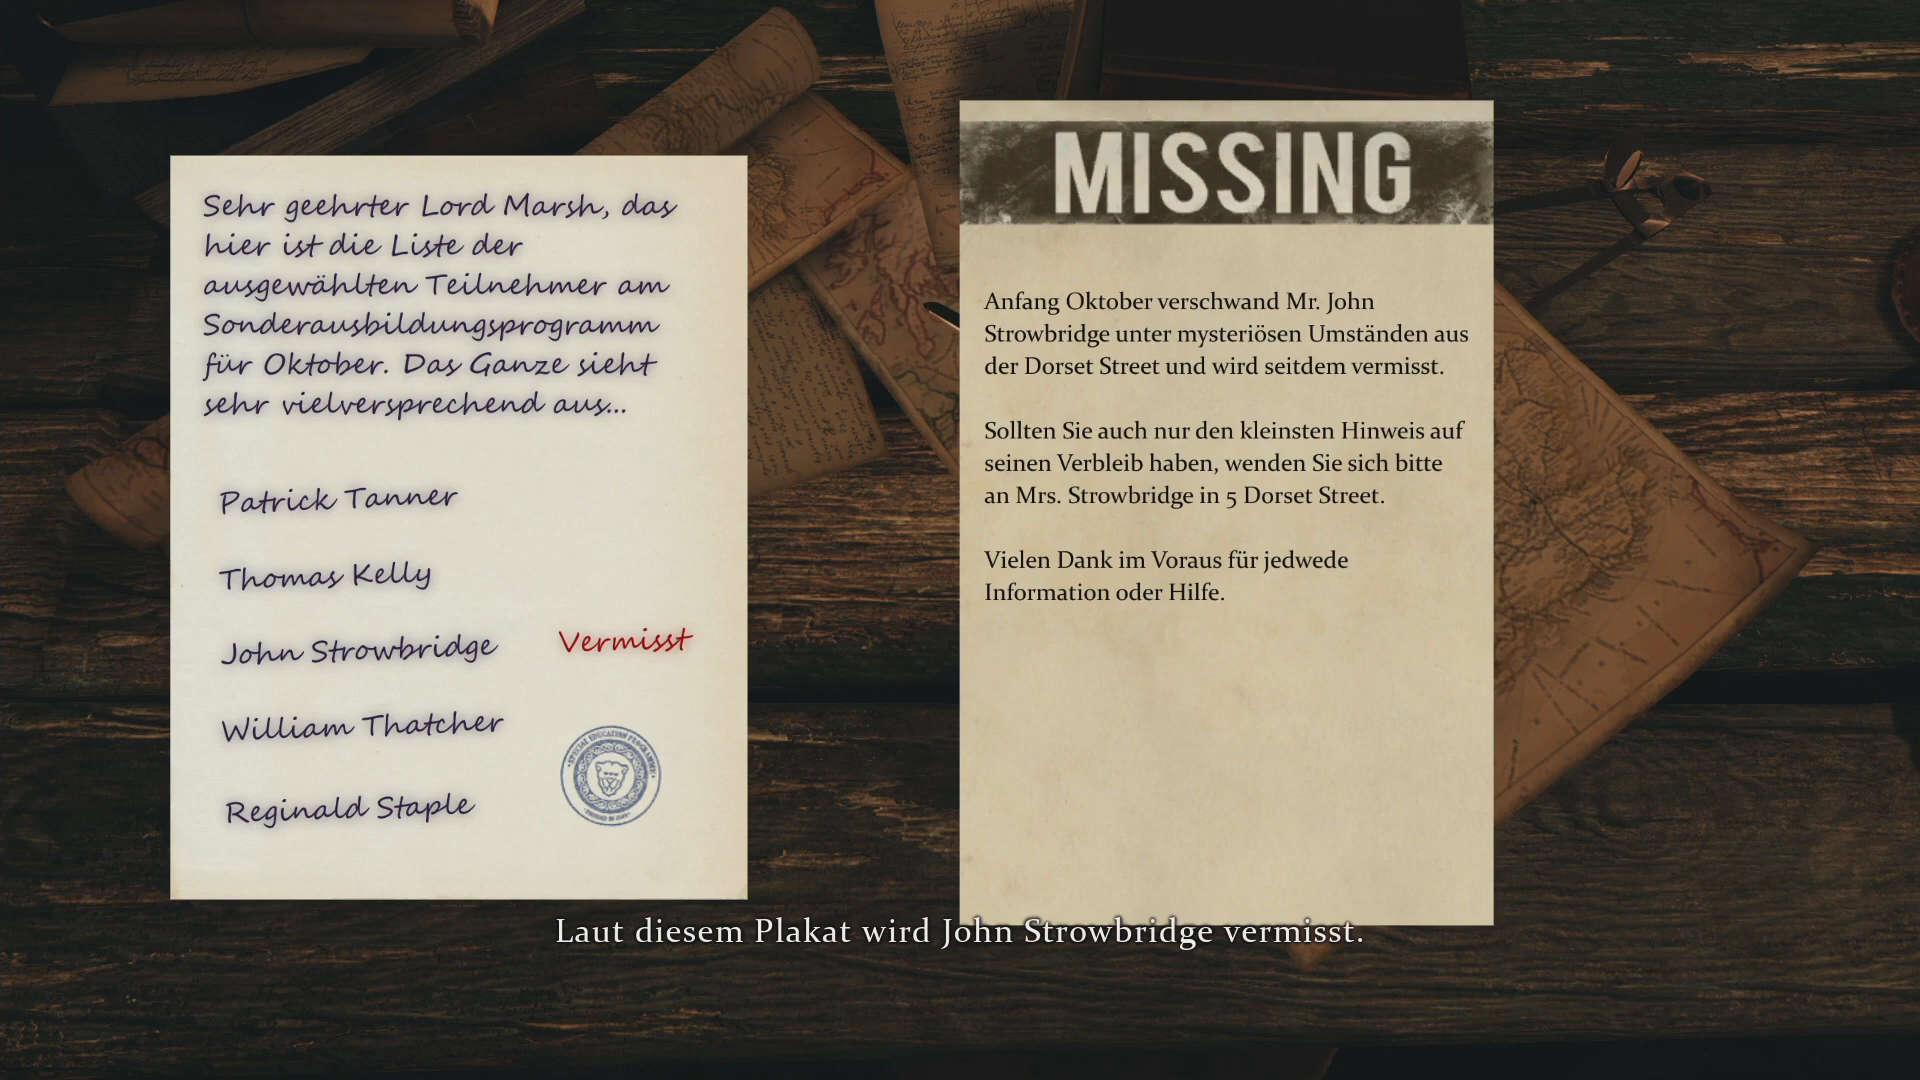 Sehr geehrter Lord Marsh, das
hier ist die Liste der
ausgewählten Teilnehmer am
Sonderausbildungsprogramm
für Oktober. Das Ganze sieht
sehr vielversprechend aus...
Patrick Tanner
Thomas Kelly
John Strowbridge Vermisst
William Thatcher
Reginald Staple
SPECIAL EDUCATION PROGRAMME
MISSING
Anfang Oktober verschwand Mr. John
Strowbridge unter mysteriösen Umständen aus
der Dorset Street und wird seitdem vermisst.
Sollten Sie auch nur den kleinsten Hinweis auf
seinen Verbleib haben, wenden Sie sich bitte
an Mrs. Strowbridge in 5 Dorset Street.
Vielen Dank im Voraus für jedwede
Information oder Hilfe.
Laut diesem Plakat wird John Strowbridge vermisst.